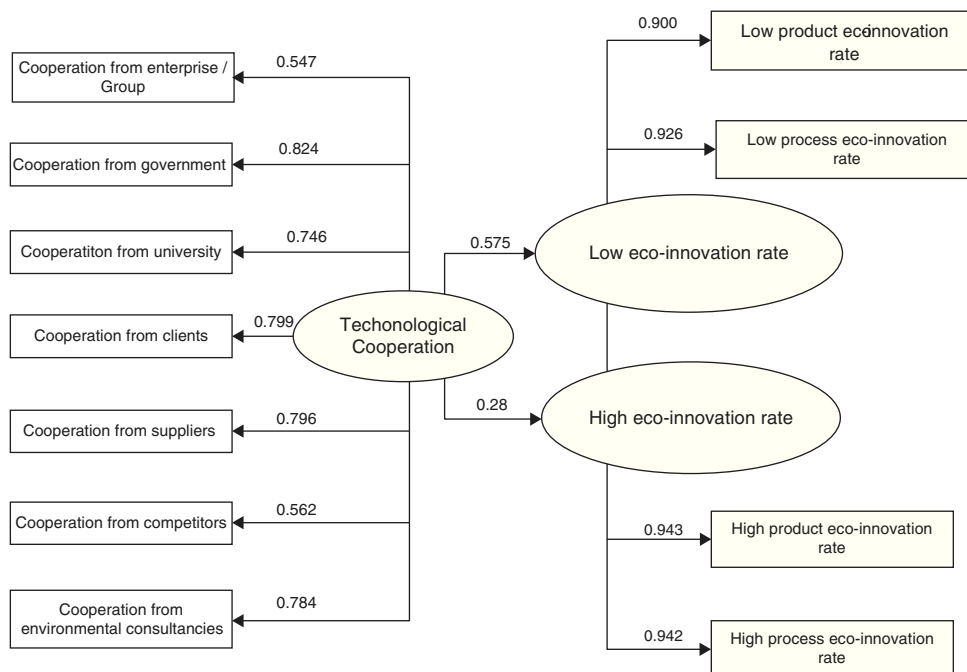 0.547
Cooperation from enterprise /
Group
0.824
Cooperation from government
0.746
Cooperatiton from university
0.799
Cooperation from clients
0.796
Cooperation from suppliers
0.562
Cooperation from competitors
0.784
Cooperation from
environmental consultancies
Techonological
Cooperation
0.575
0.28
0.900
Low product ecoinnovation
rate
0.926
Low process eco-innovation
rate
Low eco-innovation rate
High eco-innovation rate
0.943
High product eco-innovation
rate
0.942
High process eco-innovation
rate